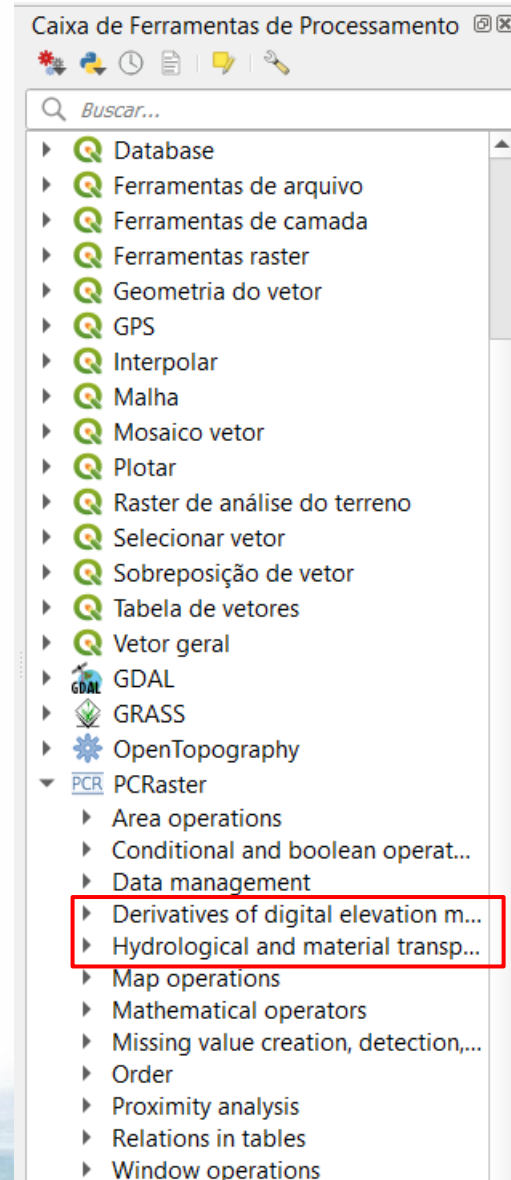 Caixa de Ferramentas de Processamento
Buscar...
Database
Ferramentas de arquivo
Ferramentas de camada
Ferramentas raster
Geometria do vetor
GPS
Interpolar
Malha
Mosaico vetor
Plotar
Raster de análise do terreno
Selecionar vetor
Sobreposição de vetor
Tabela de vetores
Vetor geral
GDAL GDAL
GRASS
OpenTopography
PCR PCRaster
Area operations
Conditional and boolean operat...
Data management
Derivatives of digital elevation m...
Hydrological and material transp...
Map operations
Mathematical operators
Missing value creation, detection,...
Order
Proximity analysis
Relations in tables
Window operations